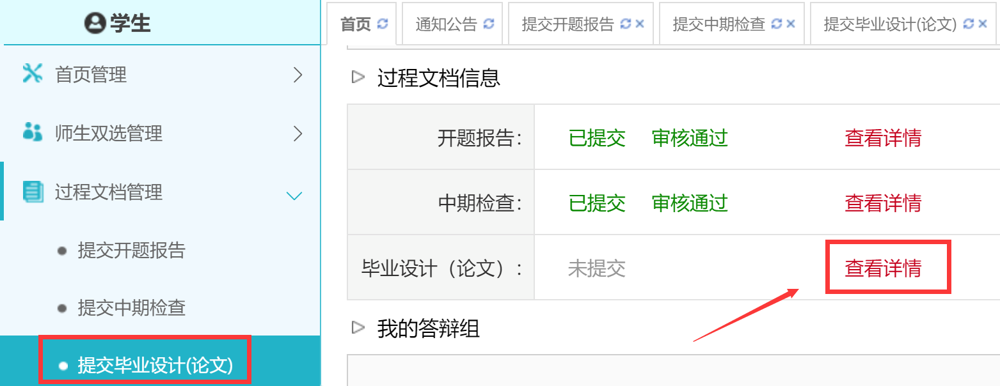 学生
首页管理
师生双选管理
过程文档管理
提交开题报告
提交中期检查
提交毕业设计(论文)
首页 通知公告 提交开题报告 提交中期检查 提交毕业设计(论文)
过程文档信息
开题报告： 已提交 审核通过 查看详情
中期检查： 已提交 审核通过 查看详情
毕业设计（论文）： 未提交 查看详情
我的答辩组